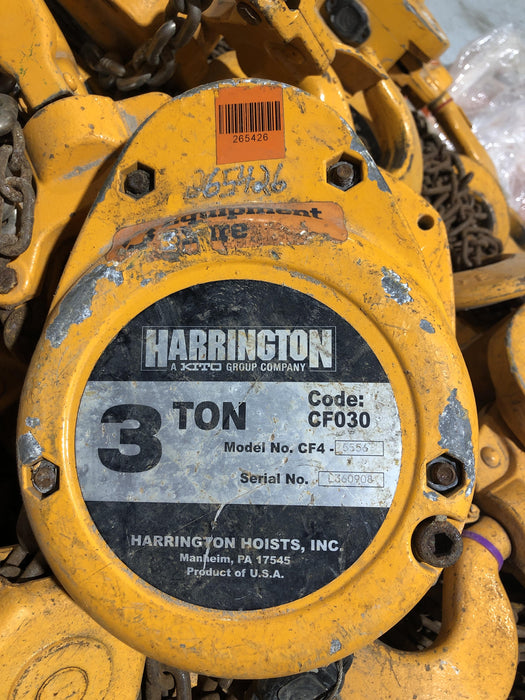 265426
265426
equipment
HARRINGTON
A KITO GROUP COMPANY
3 TON
Code:
CF030
Model No. CF4 -
Serial No.
HARRINGTON HOISTS, INC.
Manheim, PA 17545
Product of U.S.A.